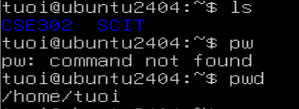 tuoi@ubuntu2404:~$ ls
CSE302  SCIT
tuoi@ubuntu2404:~$ pw
pw: command not found
tuoi@ubuntu2404:~$ pwd
/home/tuoi